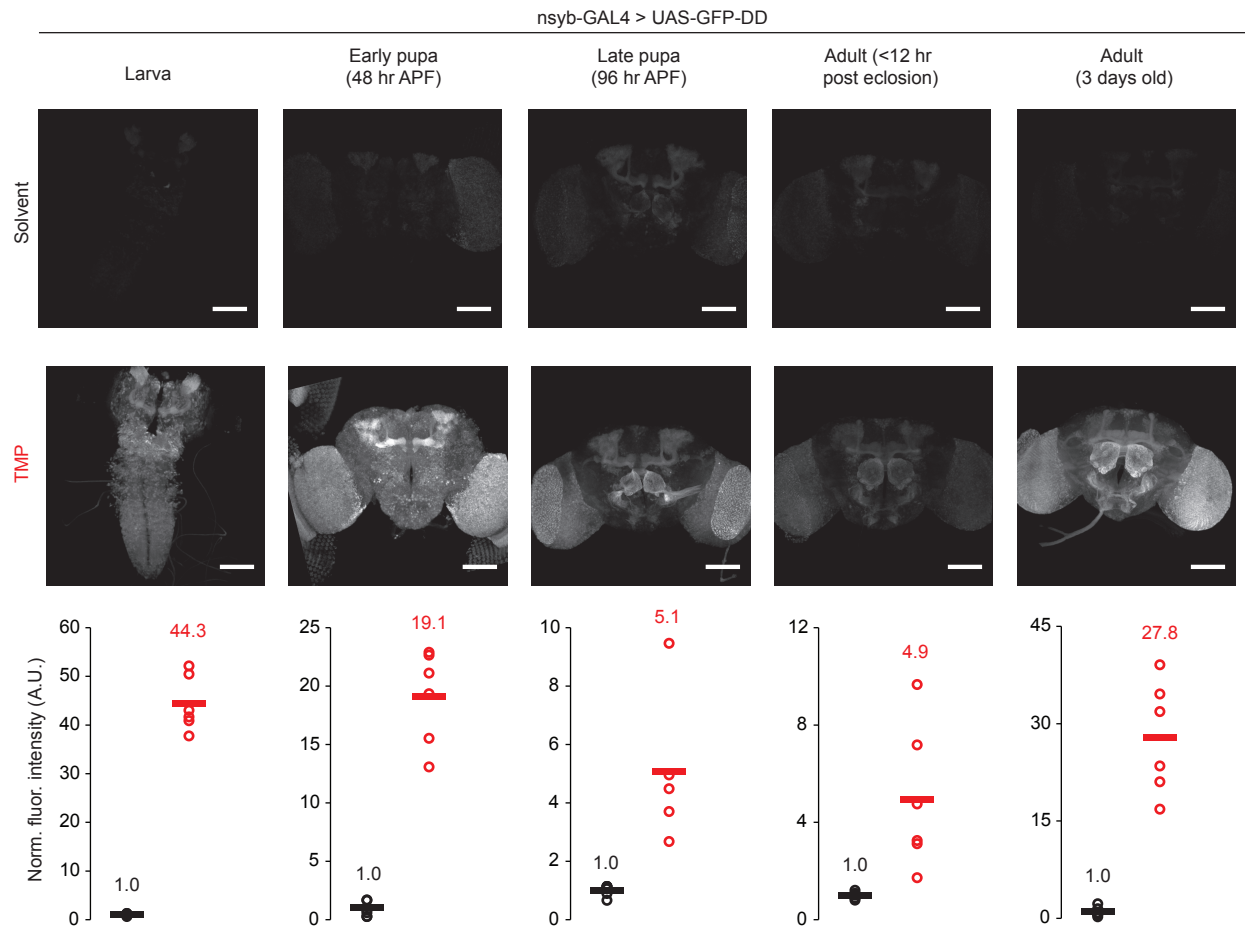 nsyb-GAL4 > UAS-GFP-DD
Larva
Early pupa
(48 hr APF)
Late pupa
(96 hr APF)
Adult (<12 hr
post eclosion)
Adult
(3 days old)
Solvent
TMP
Norm. fluor. intensity (A.U.)
60
50
40
30
20
10
0
1.0
44.3
25
20
15
10
5
0
1.0
19.1
10
8
6
4
2
0
1.0
5.1
12
8
4
0
1.0
4.9
45
30
15
0
1.0
27.8